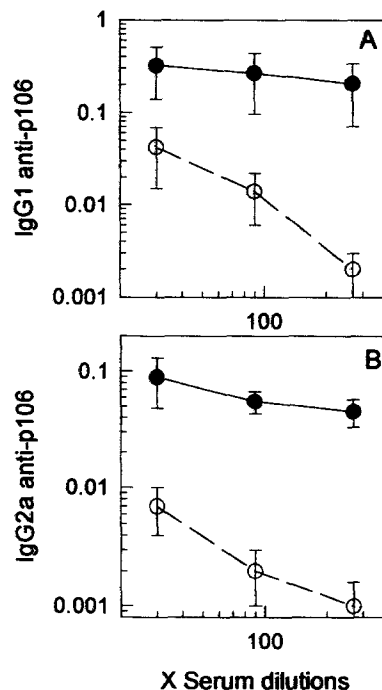 A
IgG1 anti-p106
1
0.1
0.01
0.001
100
B
IgG2a anti-p106
0.1
0.01
0.001
100
X Serum dilutions